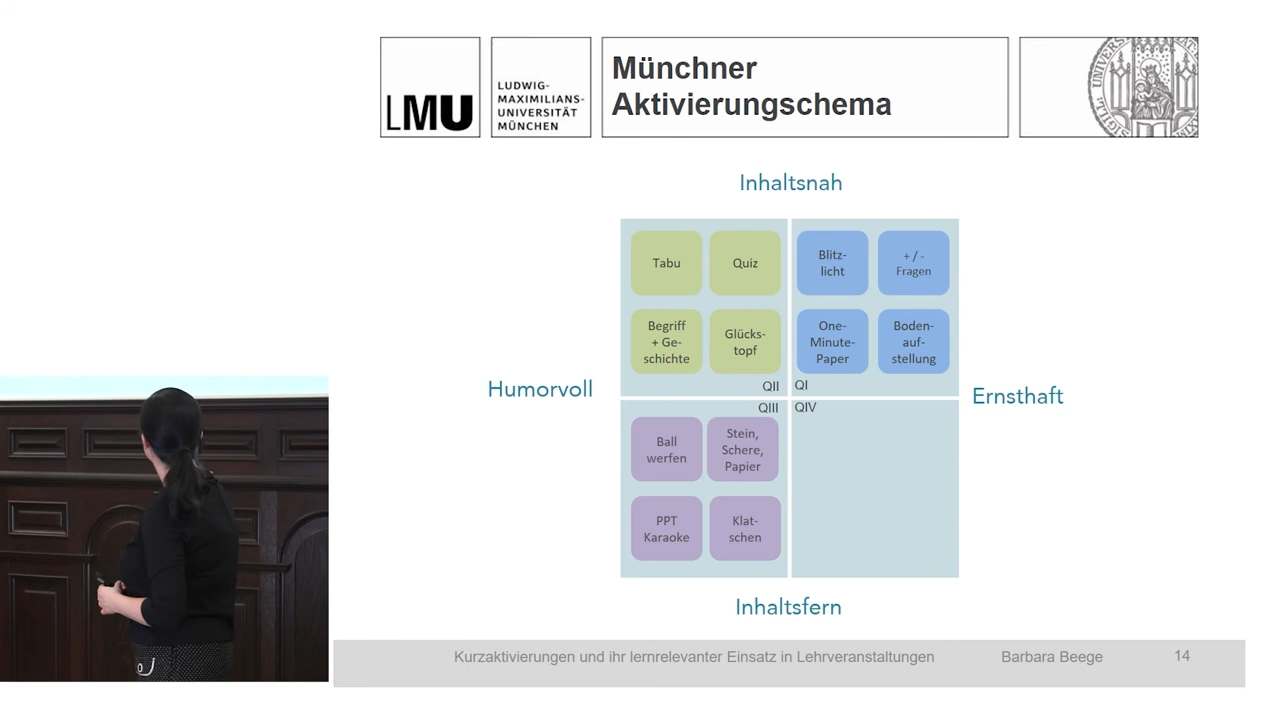 LMU
LUDWIG-
MAXIMILIANS-
UNIVERSITÄT
MÜNCHEN
Münchner
Aktivierungschema
Inhaltsnah
Tabu
Quiz
Blitz-
licht
+ / -
Fragen
Begriff
+ Ge-
schichte
Glücks-
topf
One-
Minute-
Paper
Boden-
auf-
stellung
QII
QI
Humorvoll
Ernsthaft
QIII
QIV
Ball
werfen
Stein,
Schere,
Papier
PPT
Karaoke
Klat-
schen
Inhaltsfern
Kurzaktivierungen und ihr lernrelevanter Einsatz in Lehrveranstaltungen
Barbara Beege
14